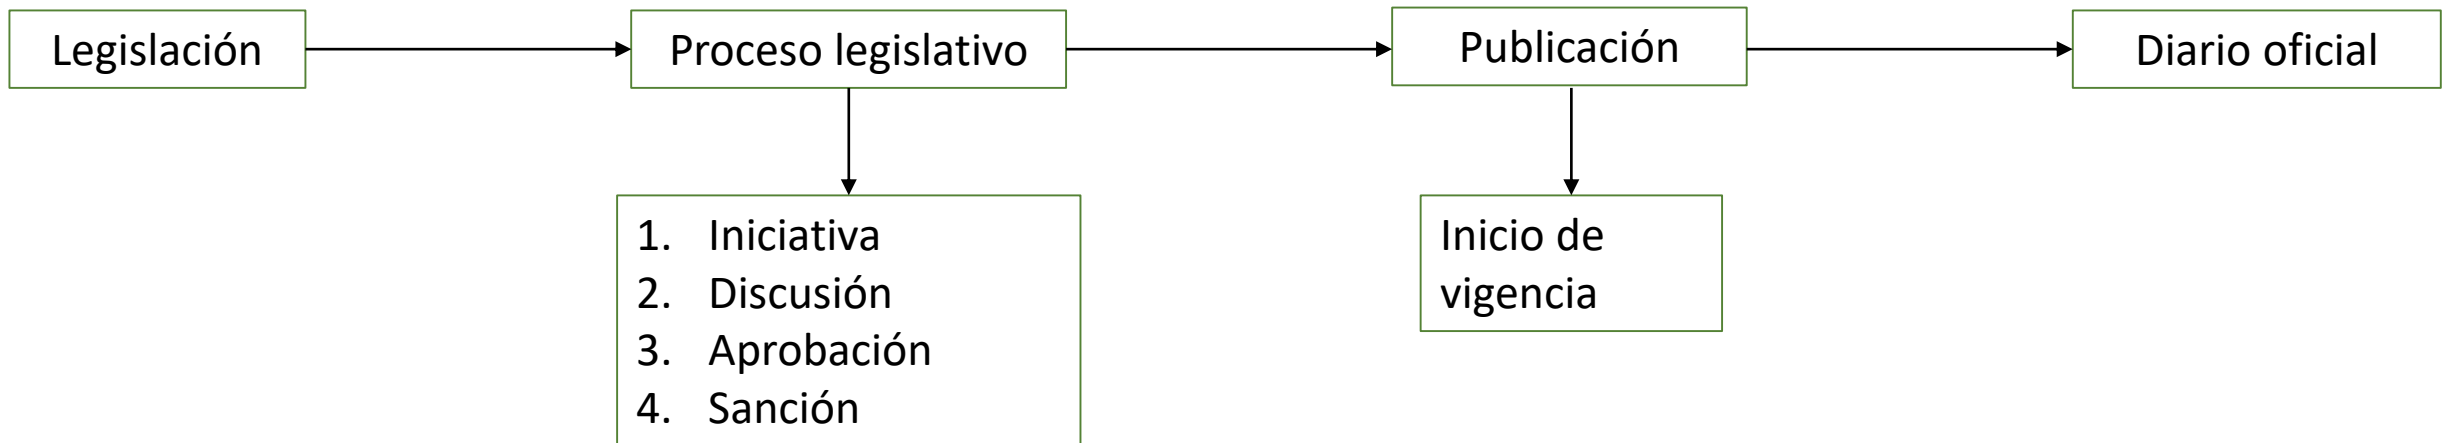 Legislación
Proceso legislativo
Publicación
Diario oficial
1. Iniciativa
2. Discusión
3. Aprobación
4. Sanción
Inicio de
vigencia